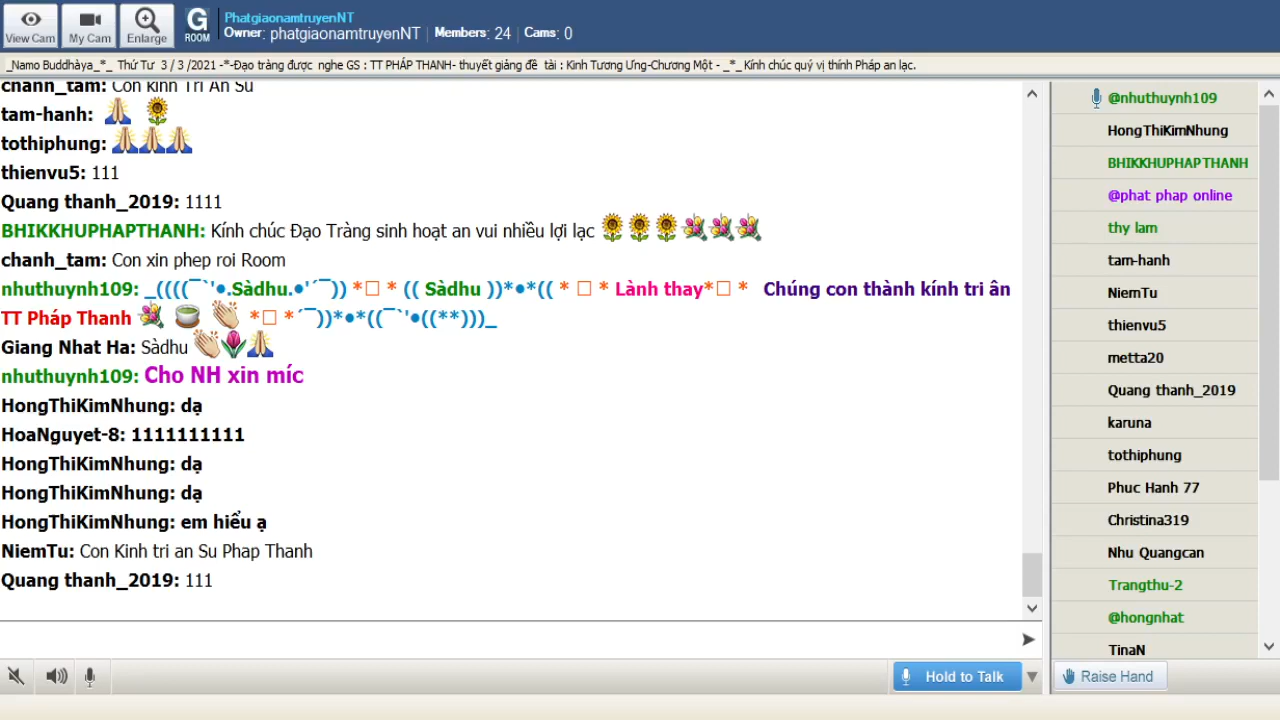 View Cam
My Cam
Enlarge
G
ROOM
PhatgiaonamtruyenNT
Owner: phatgiaonamtruyenNT | Members: 24 | Cams: 0
_Namo Buddhàya_*_ Thứ Tư 3 / 3 /2021 -*-Đạo tràng được nghe GS : TT PHÁP THANH- thuyết giảng đề tài : Kinh Tương Ưng-Chương Một - _*_ Kính chúc quý vị thính Pháp an lạc.
chanh_tam: Con kinh Tri An Su
tam-hanh:
tothiphung:
thienvu5: 111
Quang thanh_2019: 1111
BHIKKHUPHAPTHANH: Kính chúc Đạo Tràng sinh hoạt an vui nhiều lợi lạc
chanh_tam: Con xin phep roi Room
nhuthuynh109: _((((¯`'•.Sàdhu.•'´¯)) *□ * (( Sàdhu ))*•*(( * □ * Lành thay*□ * Chúng con thành kính tri ân
TT Pháp Thanh *□ *´¯))*•*((¯`'•((**)))_
Giang Nhat Ha: Sàdhu
nhuthuynh109: Cho NH xin míc
HongThiKimNhung: dạ
HoaNguyet-8: 1111111111
HongThiKimNhung: dạ
HongThiKimNhung: dạ
HongThiKimNhung: em hiểu ạ
NiemTu: Con Kinh tri an Su Phap Thanh
Quang thanh_2019: 111
Hold to Talk
@nhuthuynh109
HongThiKimNhung
BHIKKHUPHAPTHANH
@phat phap online
thy lam
tam-hanh
NiemTu
thienvu5
metta20
Quang thanh_2019
karuna
tothiphung
Phuc Hanh 77
Christina319
Nhu Quangcan
Trangthu-2
@hongnhat
TinaN
Raise Hand